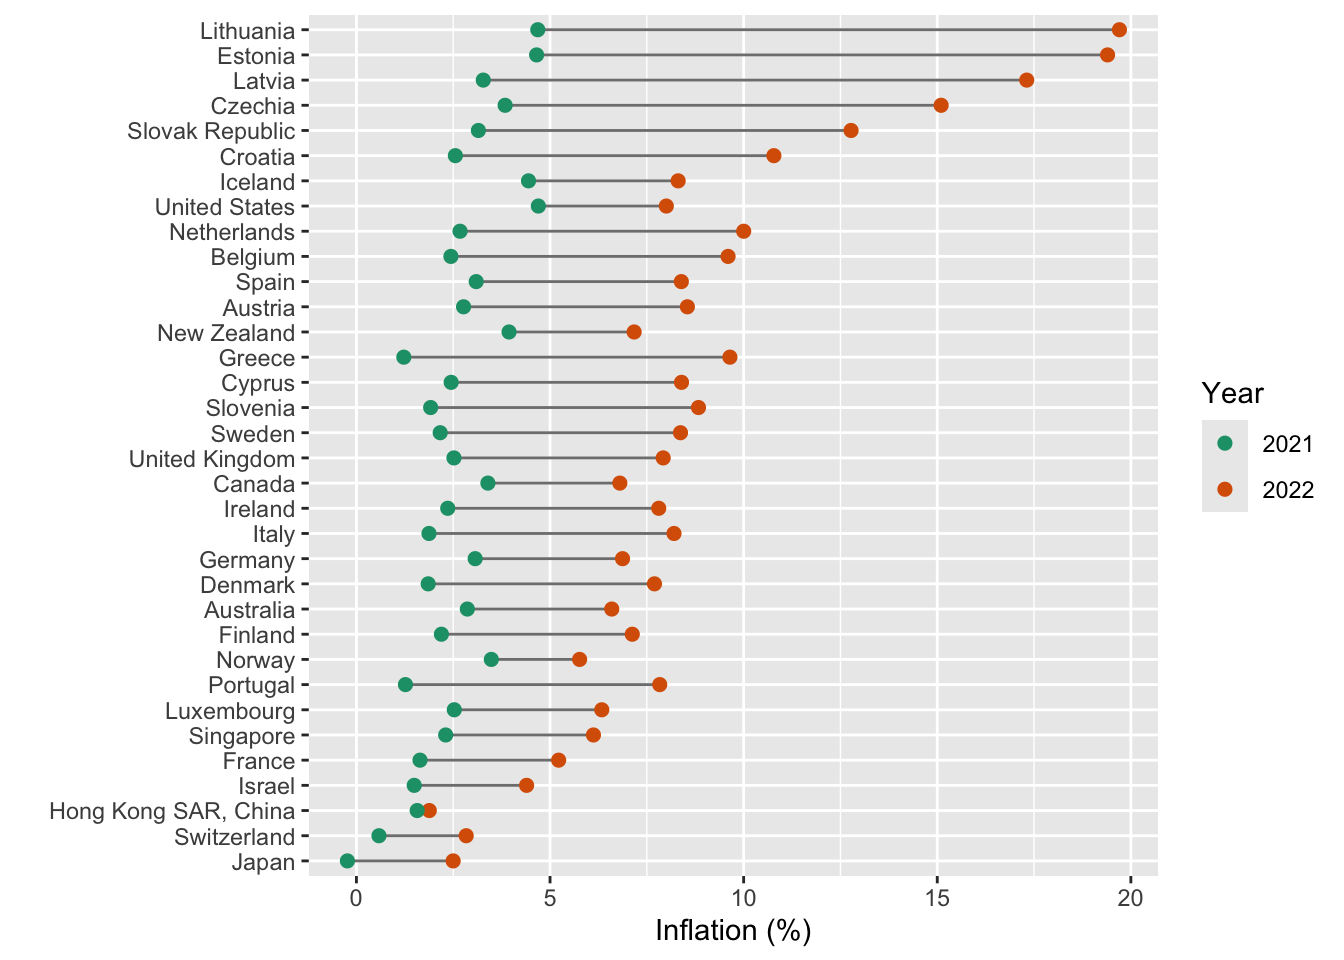 Lithuania
Estonia
Latvia
Czechia
Slovak Republic
Croatia
Iceland
United States
Netherlands
Belgium
Spain
Austria
New Zealand
Greece
Cyprus
Slovenia
Sweden
United Kingdom
Canada
Ireland
Italy
Germany
Denmark
Australia
Finland
Norway
Portugal
Luxembourg
Singapore
France
Israel
Hong Kong SAR, China
Switzerland
Japan
0 5 10 15 20
Inflation (%)
Year
2021
2022